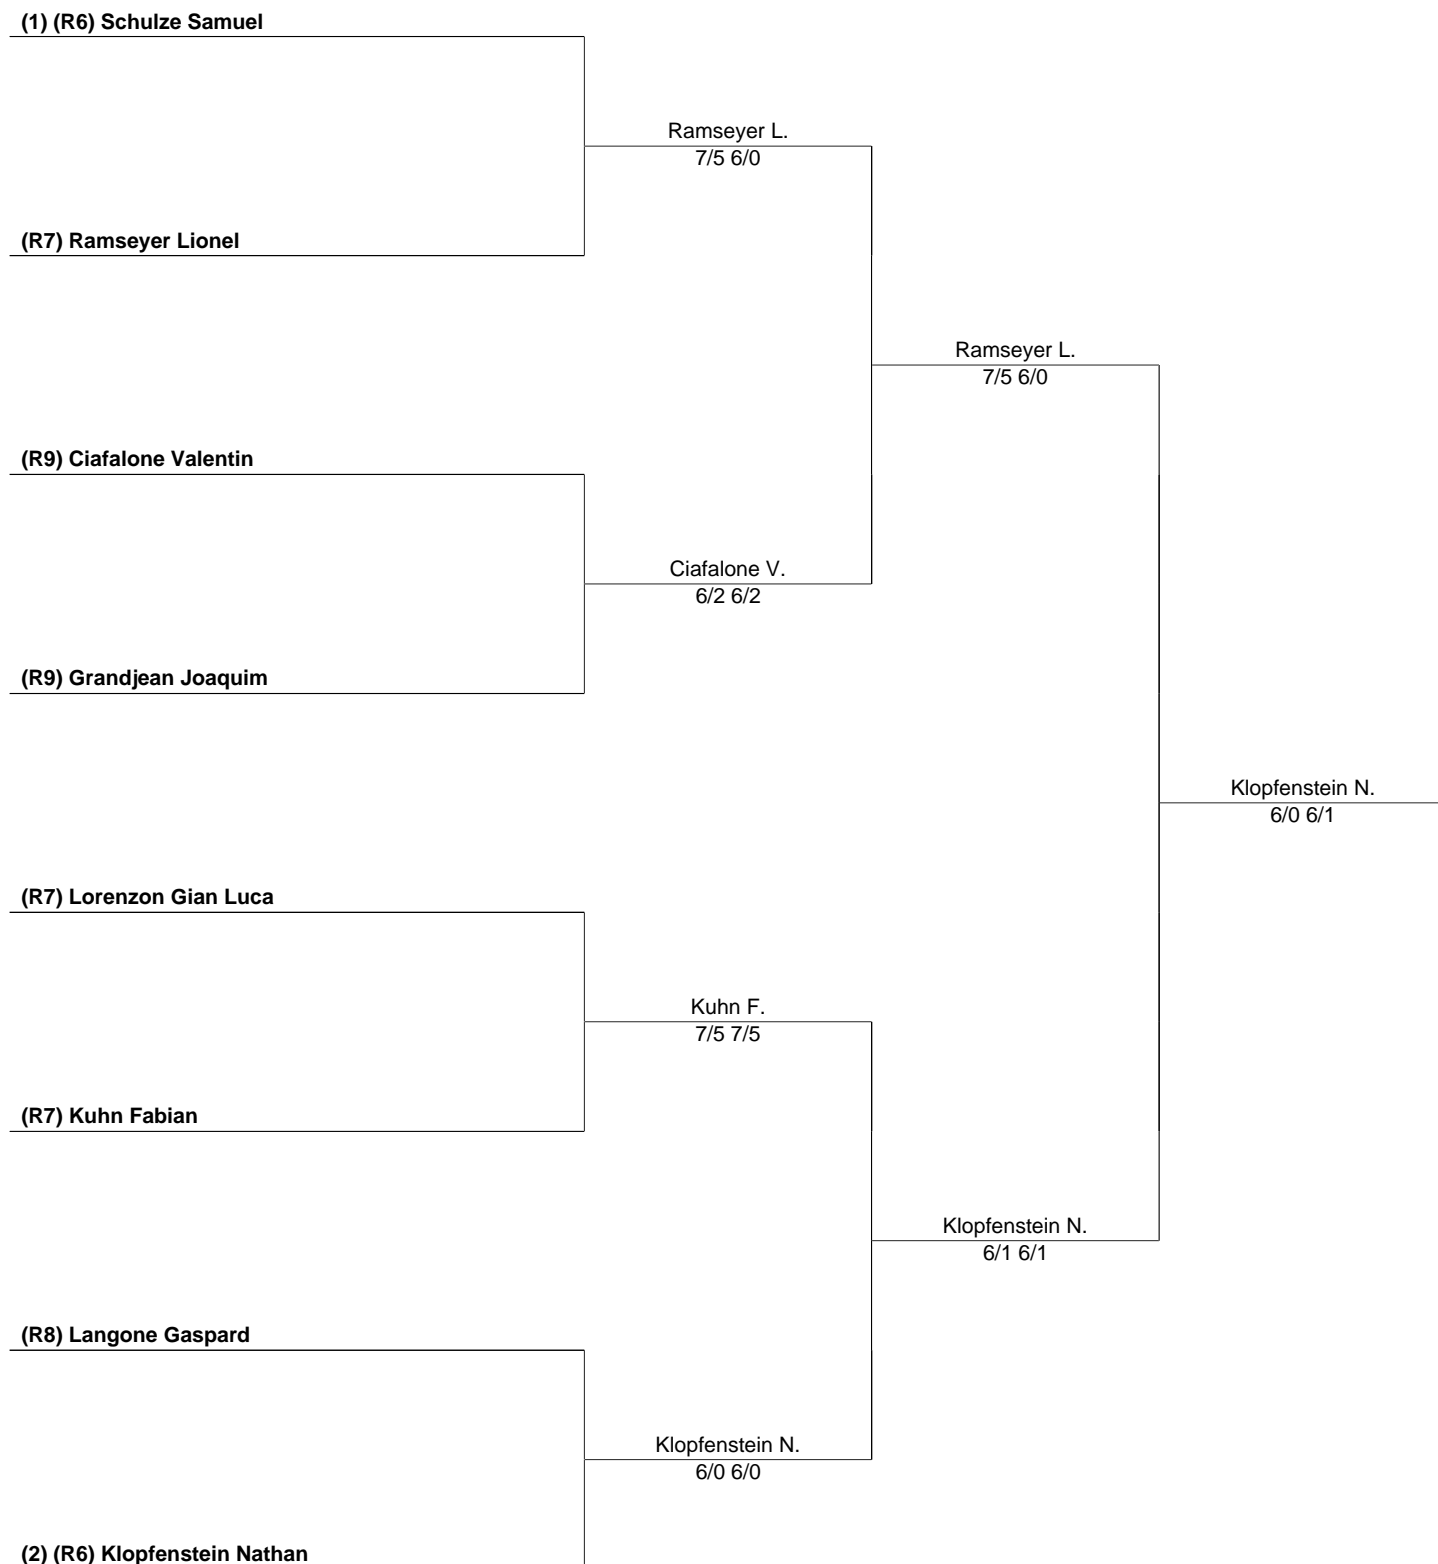 (1) (R6) Schulze Samuel
Ramseyer L.
7/5 6/0
(R7) Ramseyer Lionel
Ramseyer L.
7/5 6/0
(R9) Ciafalone Valentin
Ciafalone V.
6/2 6/2
(R9) Grandjean Joaquim
Klopfenstein N.
6/0 6/1
(R7) Lorenzon Gian Luca
Kuhn F.
7/5 7/5
(R7) Kuhn Fabian
Klopfenstein N.
6/1 6/1
(R8) Langone Gaspard
Klopfenstein N.
6/0 6/0
(2) (R6) Klopfenstein Nathan